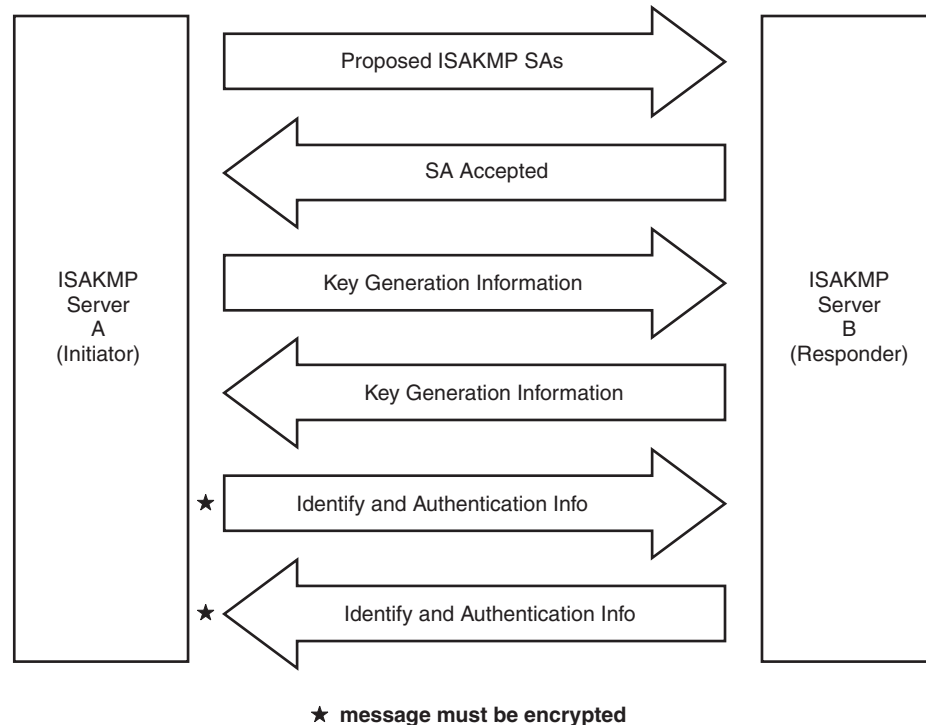 Proposed ISAKMP SAs
SA Accepted
ISAKMP
Server
A
(Initiator)
Key Generation Information
ISAKMP
Server
B
(Responder)
Key Generation Information
★ Identify and Authentication Info
★ Identify and Authentication Info
★ message must be encrypted